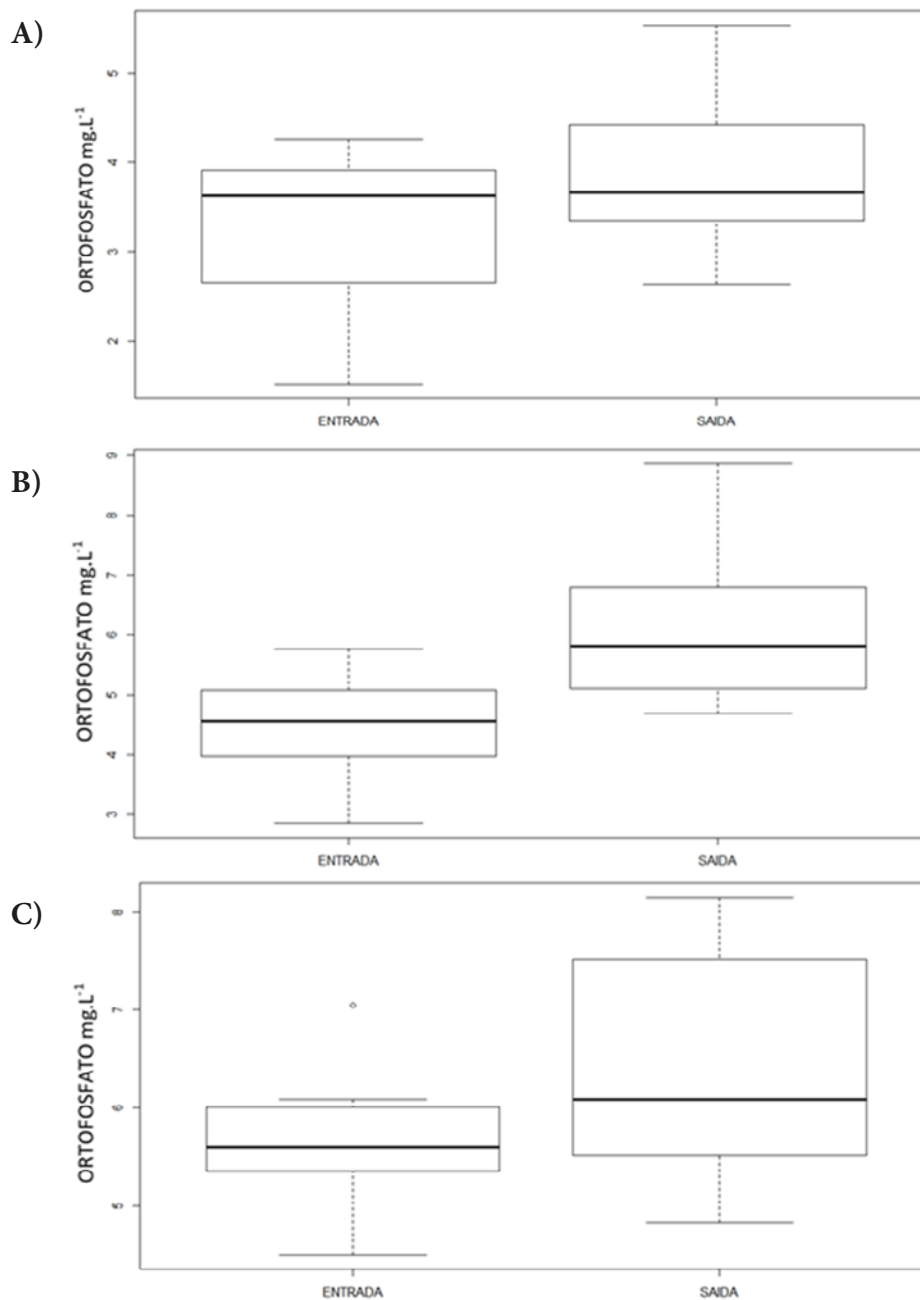 A)
ORTOFOSFATO mg.L⁻¹
5
4
3
2
ENTRADA SAIDA
B)
ORTOFOSFATO mg.L⁻¹
9
8
7
6
5
4
3
ENTRADA SAIDA
C)
ORTOFOSFATO mg.L⁻¹
8
7
6
5
ENTRADA SAIDA